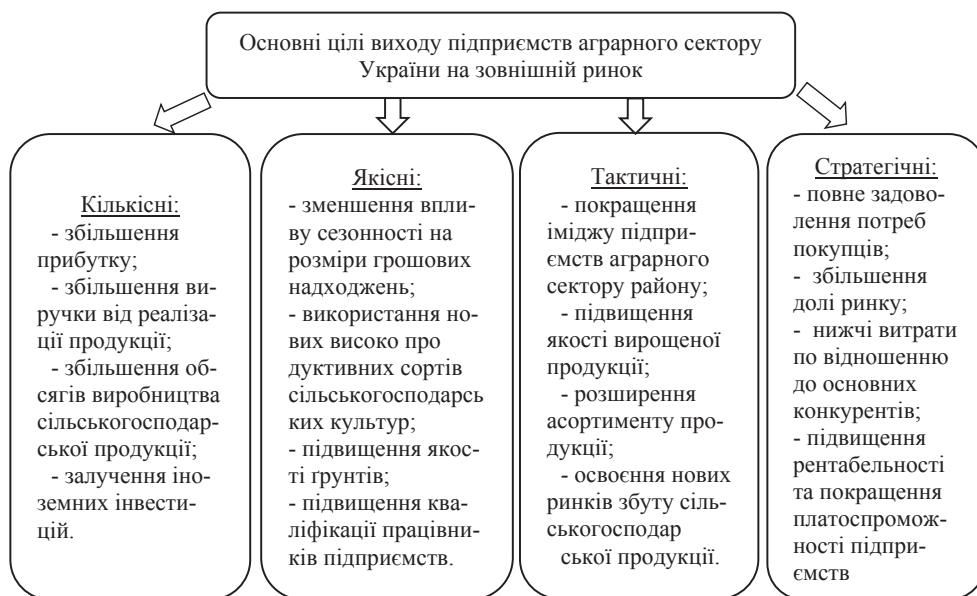 Основні цілі виходу підприємств аграрного сектору
України на зовнішній ринок
Кількісні:
- збільшення
прибутку;
- збільшення ви-
ручки від реаліза-
ції продукції;
- збільшення об-
сягів виробництва
сільськогосподар-
ської продукції;
- залучення іно-
земних інвести-
цій.
Якісні:
- зменшення впли-
ву сезонності на
розміри грошових
надходжень;
- використання но-
вих високо про
дуктивних сортів
сільськогосподарсь
ких культур;
- підвищення якос-
ті ґрунтів;
- підвищення ква-
ліфікації працівни-
ків підприємств.
Тактичні:
- покращення
іміджу підпри-
ємств аграрного
сектору району;
- підвищення
якості вирощеної
продукції;
- розширення
асортименту про-
дукції;
- освоєння нових
ринків збуту сіль-
ськогосподар
ської продукції.
Стратегічні:
- повне задово-
лення потреб
покупців;
- збільшення
долі ринку;
- нижчі витрати
по відношенню
до основних
конкурентів;
- підвищення
рентабельності
та покращення
платоспромож-
ності підпри-
ємств